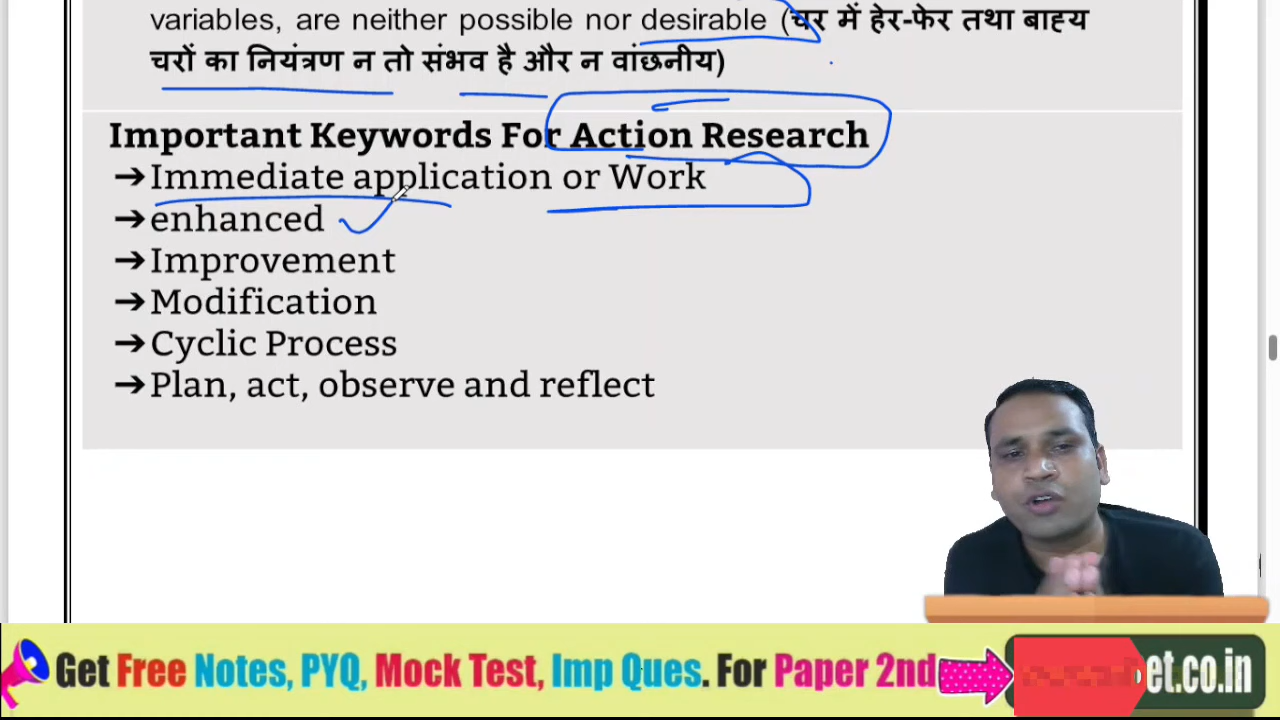 variables, are neither possible nor desirable (चर में हेर-फेर तथा बाह्य
चरों का नियंत्रण न तो संभव है और न वांछनीय)
Important Keywords For Action Research
➔Immediate application or Work
➔enhanced
➔Improvement
➔Modification
➔Cyclic Process
➔Plan, act, observe and reflect
Get Free Notes, PYQ, Mock Test, Imp Ques. For Paper 2nd
et.co.in